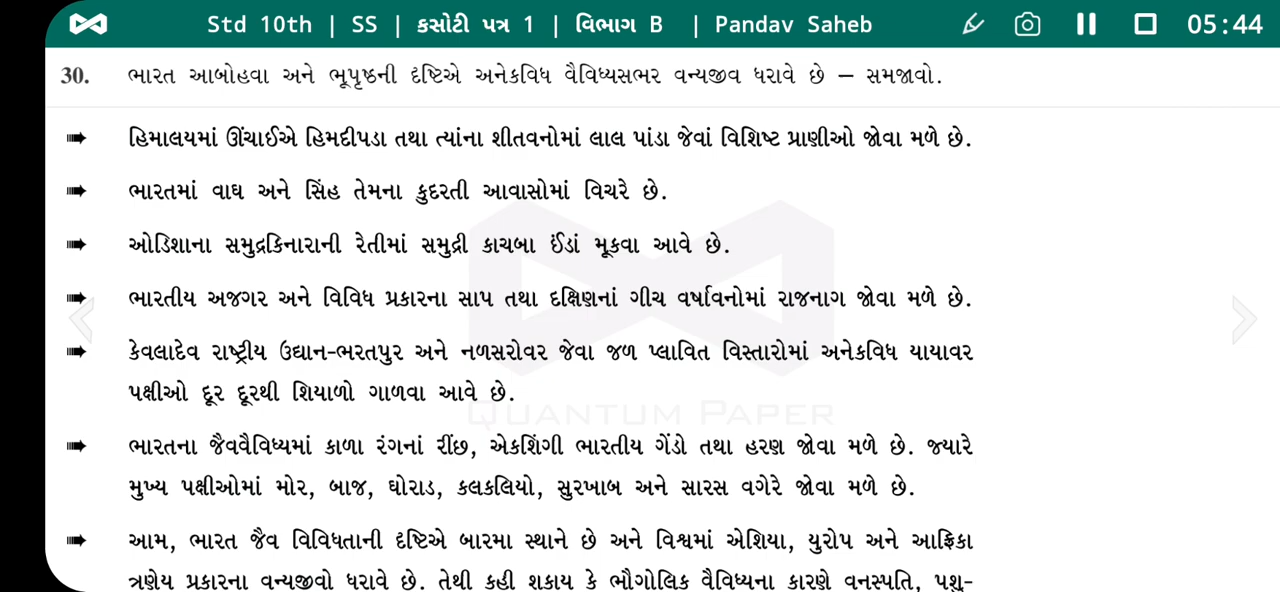 Std 10th | SS | કસોટી પત્ર 1 | વિભાગ B | Pandav Saheb 05:44
30. ભારત આબોહવા અને ભૂપૃષ્ઠની દૃષ્ટિએ અનેકવિધ વૈવિધ્યસભર વન્યજીવ ધરાવે છે – સમજાવો.
➠ હિમાલયમાં ઊંચાઈએ હિમદીપડા તથા ત્યાંના શીતવનોમાં લાલ પાંડા જેવાં વિશિષ્ટ પ્રાણીઓ જોવા મળે છે.
➠ ભારતમાં વાઘ અને સિંહ તેમના કુદરતી આવાસોમાં વિચરે છે.
➠ ઓડિશાના સમુદ્રકિનારાની રેતીમાં સમુદ્રી કાચબા ઈંડાં મૂકવા આવે છે.
➠ ભારતીય અજગર અને વિવિધ પ્રકારના સાપ તથા દક્ષિણનાં ગીચ વર્ષાવનોમાં રાજનાગ જોવા મળે છે.
➠ કેવલાદેવ રાષ્ટ્રીય ઉદ્યાન-ભરતપુર અને નળસરોવર જેવા જળ પ્લાવિત વિસ્તારોમાં અનેકવિધ યાયાવર
પક્ષીઓ દૂર દૂરથી શિયાળો ગાળવા આવે છે.
QUANTUM PAPER
➠ ભારતના જૈવવૈવિધ્યમાં કાળા રંગનાં રીંછ, એકશિંગી ભારતીય ગેંડો તથા હરણ જોવા મળે છે. જ્યારે
મુખ્ય પક્ષીઓમાં મોર, બાજ, ઘોરાડ, કલકલિયો, સુરખાબ અને સારસ વગેરે જોવા મળે છે.
➠ આમ, ભારત જૈવ વિવિધતાની દૃષ્ટિએ બારમા સ્થાને છે અને વિશ્વમાં એશિયા, યુરોપ અને આફ્રિકા
ત્રણેય પ્રકારના વન્યજીવો ધરાવે છે. તેથી કહી શકાય કે ભૌગોલિક વૈવિધ્યના કારણે વનસ્પતિ, પશુ-